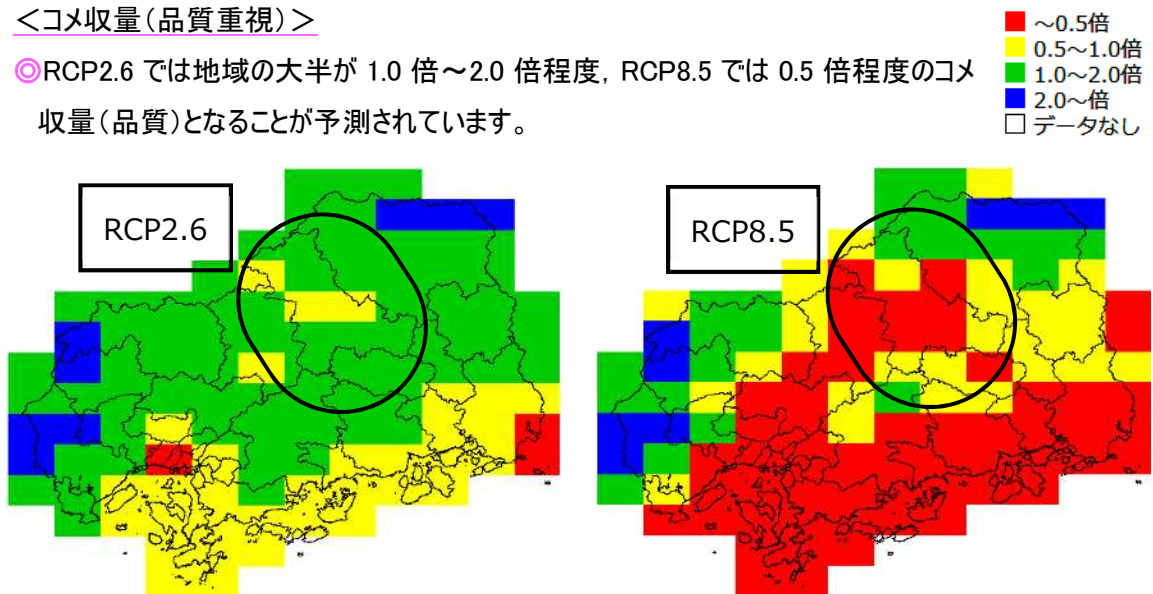 ＜コメ収量（品質重視）＞
◎RCP2.6 では地域の大半が 1.0 倍～2.0 倍程度，RCP8.5 では 0.5 倍程度のコメ
収量（品質）となることが予測されています。
～0.5倍
0.5～1.0倍
1.0～2.0倍
2.0～倍
データなし
RCP2.6
RCP8.5